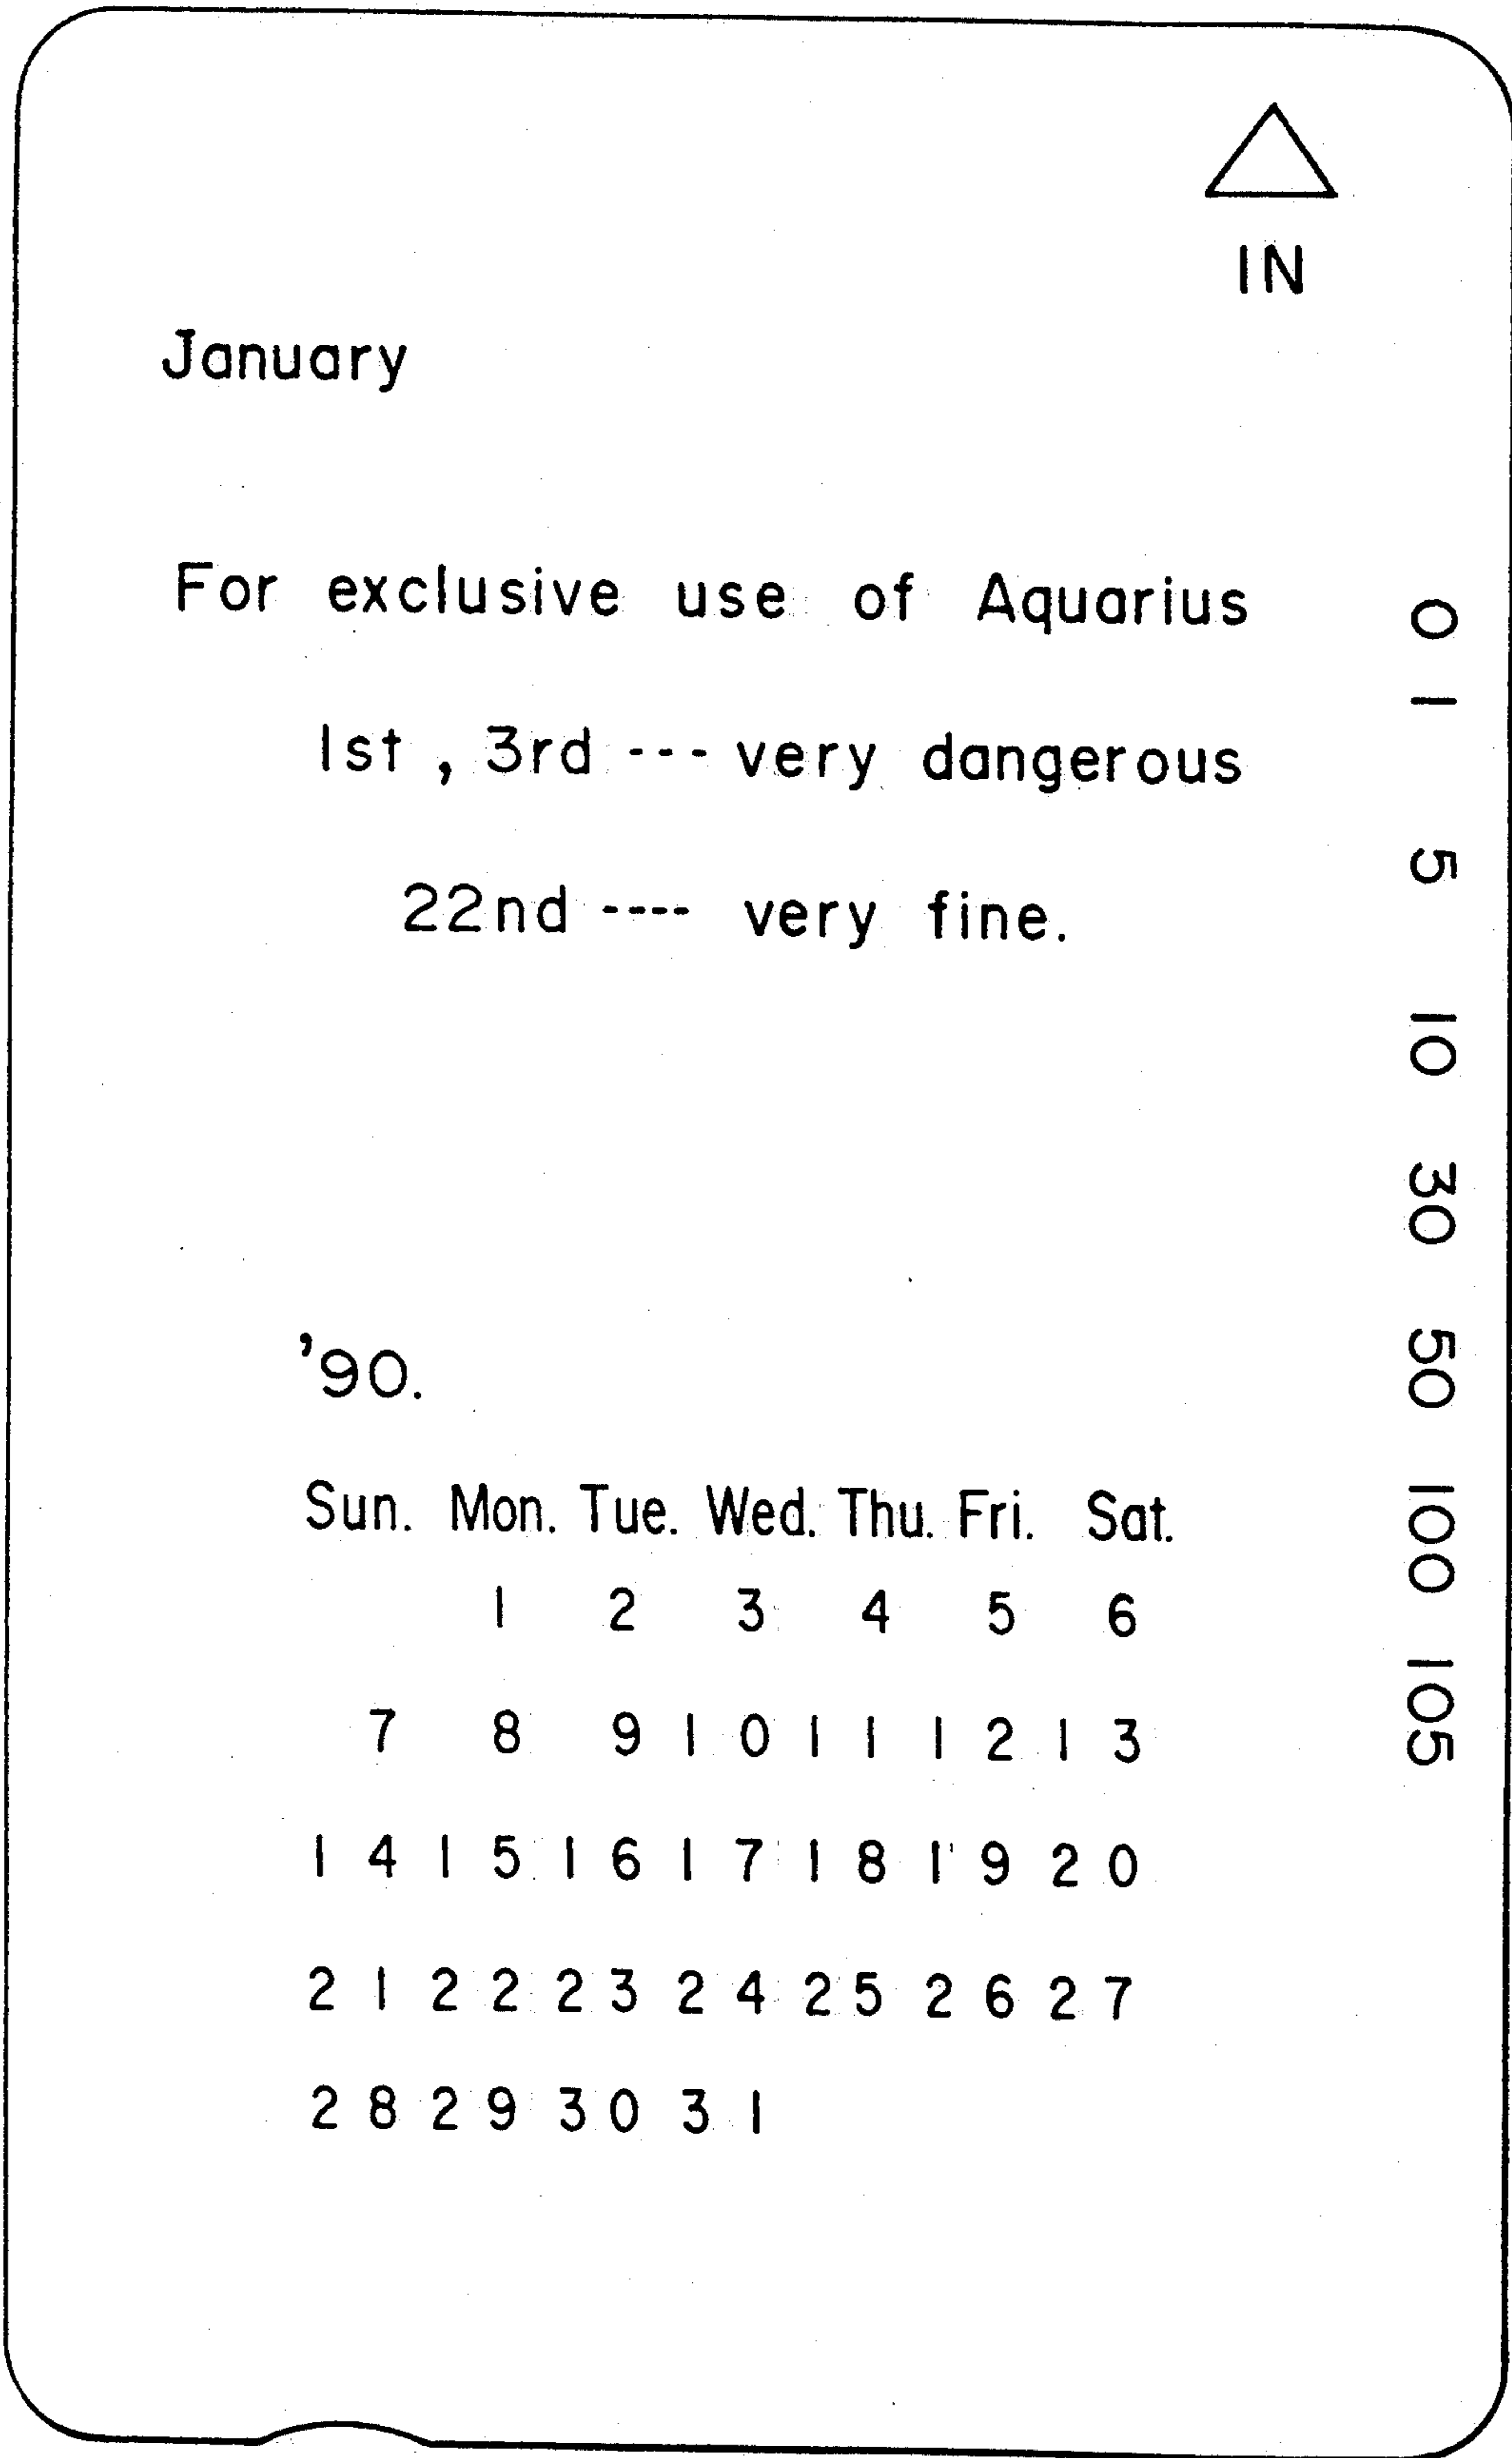 IN
January
For exclusive use of Aquarius
1st , 3rd --- very dangerous
22nd ---- very fine.
'90.
Sun. Mon. Tue. Wed. Thu. Fri. Sat.
1 2 3 4 5 6
7 8 9 10 11 12 13
14 15 16 17 18 19 20
21 22 23 24 25 26 27
28 29 30 31
0 1 5 10 30 50 100 105